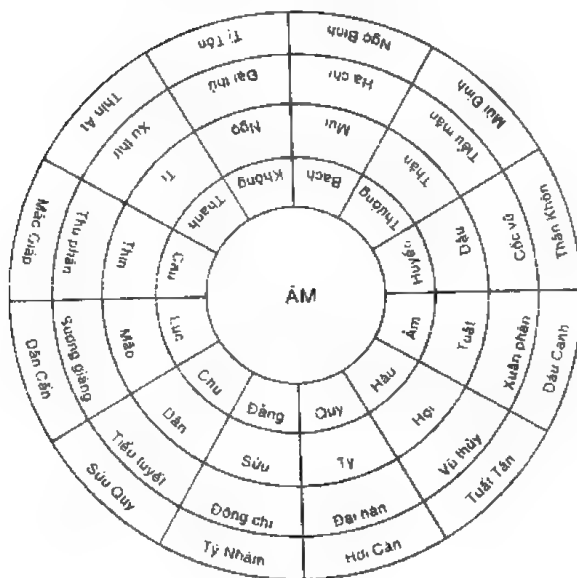 Tị Tốn
Ngọ Bính
Mùi Đinh
Thân Khôn
Dậu Canh
Tuất Tân
Hợi Càn
Tý Nhâm
Sửu Quý
Dần Cấn
Mão Giáp
Thìn Ất
Đại thử
Hạ chí
Tiểu mãn
Cốc vũ
Xuân phân
Vũ thủy
Đại hàn
Đông chí
Tiểu tuyết
Sương giáng
Thu phân
Xử thử
Ngọ
Mùi
Thân
Dậu
Tuất
Hợi
Tý
Sửu
Dần
Mão
Thìn
Tị
Không
Bạch
Thường
Huyền
Âm
Hậu
Quý
Đằng
Chu
Lục
Câu
Thanh
ÂM